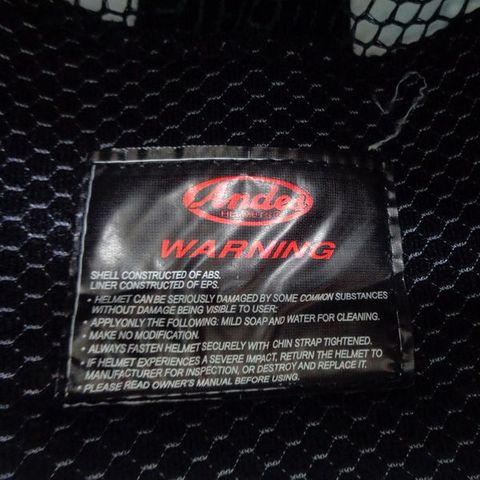 Andes
HELMETS
WARNING
SHELL CONSTRUCTED OF ABS.
LINER CONSTRUCTED OF EPS.
• HELMET CAN BE SERIOUSLY DAMAGED BY SOME COMMON SUBSTANCES
WITHOUT DAMAGE BEING VISIBLE TO USER:
• APPLYONLY THE FOLLOWING: MILD SOAP AND WATER FOR CLEANING.
• MAKE NO MODIFICATION.
• ALWAYS FASTEN HELMET SECURELY WITH CHIN STRAP TIGHTENED.
• IF HELMET EXPERIENCES A SEVERE IMPACT, RETURN THE HELMET TO
MANUFACTURER FOR INSPECTION, OR DESTROY AND REPLACE IT.
• PLEASE READ OWNER'S MANUAL BEFORE USING.